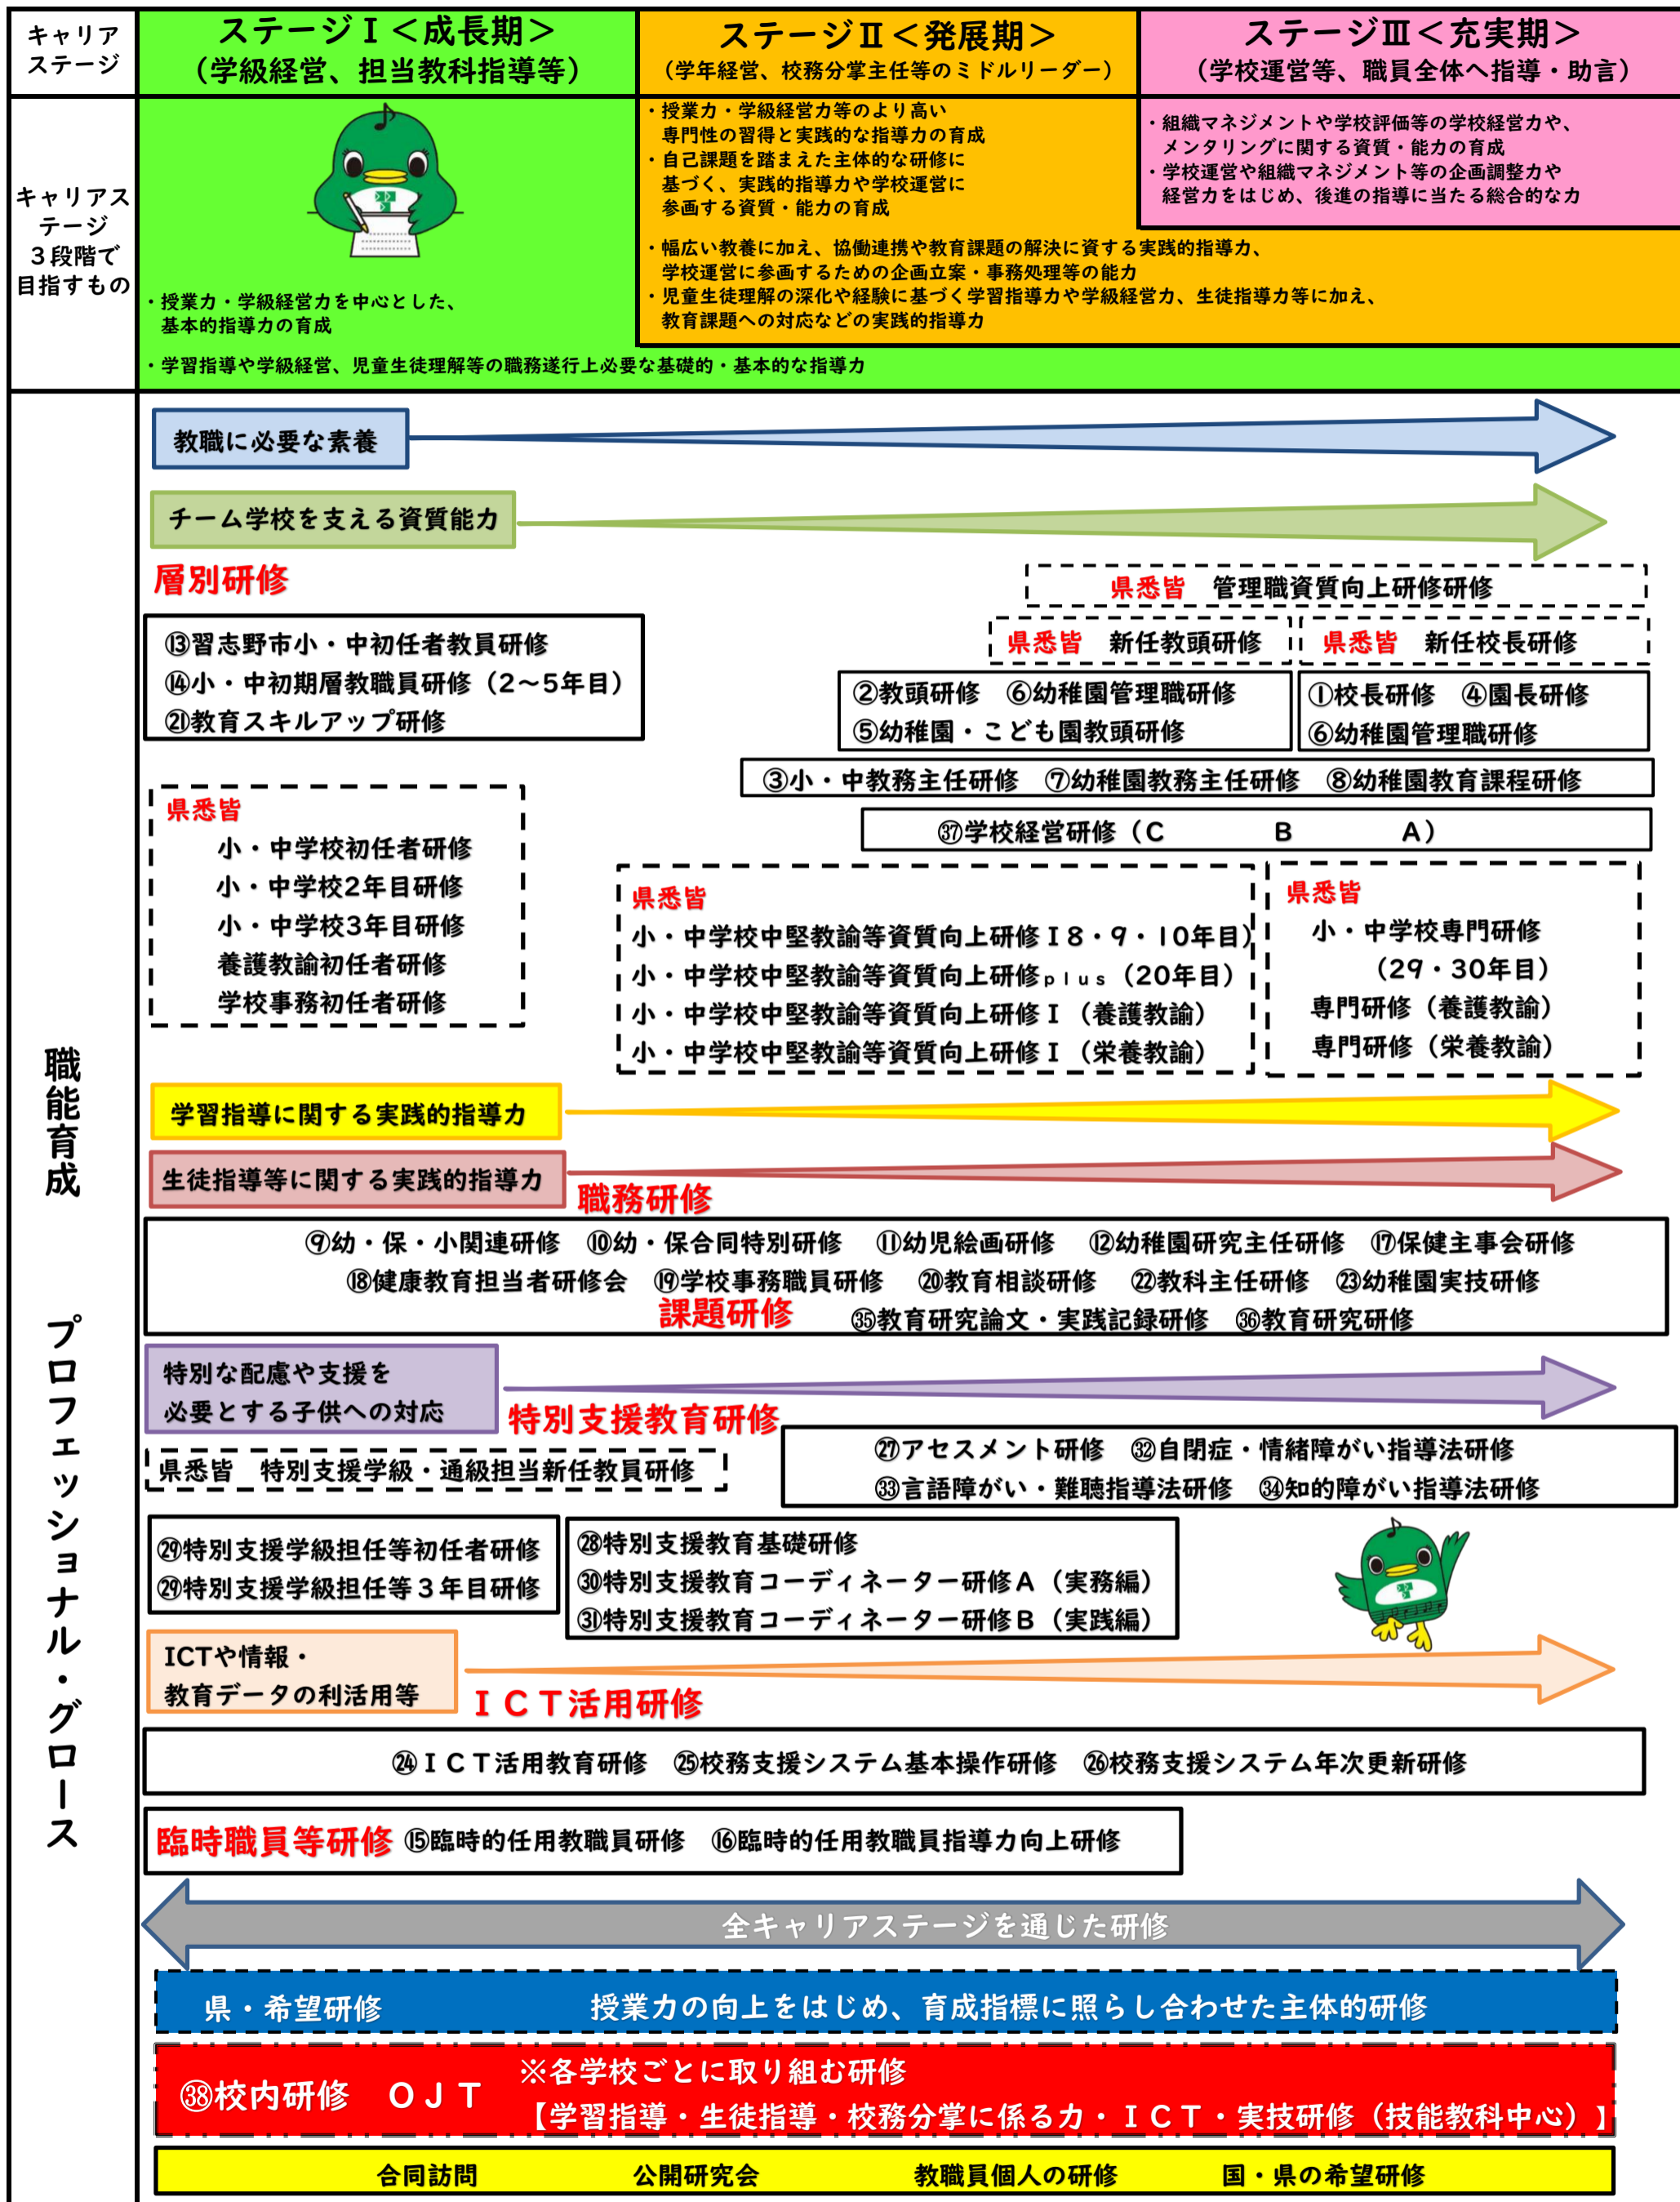 キャリア
ステージ
ステージⅠ<成長期>
(学級経営、担当教科指導等)
ステージⅡ<発展期>
(学年経営、校務分掌主任等のミドルリーダー)
ステージⅢ<充実期>
(学校運営等、職員全体へ指導・助言)
キャリアス
テージ
3段階で
目指すもの
・授業力・学級経営力を中心とした、
基本的指導力の育成
・授業力・学級経営力等のより高い
専門性の習得と実践的な指導力の育成
・自己課題を踏まえた主体的な研修に
基づく、実践的指導力や学校運営に
参画する資質・能力の育成
・組織マネジメントや学校評価等の学校経営力や、
メンタリングに関する資質・能力の育成
・学校運営や組織マネジメント等の企画調整力や
経営力をはじめ、後進の指導に当たる総合的な力
・幅広い教養に加え、協働連携や教育課題の解決に資する実践的指導力、
学校運営に参画するための企画立案・事務処理等の能力
・児童生徒理解の深化や経験に基づく学習指導力や学級経営力、生徒指導力等に加え、
教育課題への対応などの実践的指導力
・学習指導や学級経営、児童生徒理解等の職務遂行上必要な基礎的・基本的な指導力
職能育成 プロフェッショナル・グロース
教職に必要な素養
チーム学校を支える資質能力
層別研修
県悉皆 管理職資質向上研修研修
県悉皆 新任教頭研修
県悉皆 新任校長研修
⑬習志野市小・中初任者教員研修
⑭小・中初期層教職員研修(2~5年目)
㉑教育スキルアップ研修
②教頭研修 ⑥幼稚園管理職研修
⑤幼稚園・こども園教頭研修
①校長研修 ④園長研修
⑥幼稚園管理職研修
③小・中教務主任研修 ⑦幼稚園教務主任研修 ⑧幼稚園教育課程研修
㊲学校経営研修(C B A)
県悉皆
小・中学校初任者研修
小・中学校2年目研修
小・中学校3年目研修
養護教諭初任者研修
学校事務初任者研修
県悉皆
小・中学校中堅教諭等資質向上研修Ⅰ8・9・10年目)
小・中学校中堅教諭等資質向上研修plus(20年目)
小・中学校中堅教諭等資質向上研修Ⅰ(養護教諭)
小・中学校中堅教諭等資質向上研修Ⅰ(栄養教諭)
県悉皆
小・中学校専門研修
(29・30年目)
専門研修(養護教諭)
専門研修(栄養教諭)
学習指導に関する実践的指導力
生徒指導等に関する実践的指導力
職務研修
⑨幼・保・小関連研修 ⑩幼・保合同特別研修 ⑪幼児絵画研修 ⑫幼稚園研究主任研修 ⑰保健主事会研修
⑱健康教育担当者研修会 ⑲学校事務職員研修 ⑳教育相談研修 ㉒教科主任研修 ㉓幼稚園実技研修
課題研修 ㉟教育研究論文・実践記録研修 ㊱教育研究研修
特別な配慮や支援を
必要とする子供への対応
特別支援教育研修
県悉皆 特別支援学級・通級担当新任教員研修
㉗アセスメント研修 ㉜自閉症・情緒障がい指導法研修
㉝言語障がい・難聴指導法研修 ㉞知的障がい指導法研修
㉙特別支援学級担任等初任者研修
㉙特別支援学級担任等3年目研修
㉘特別支援教育基礎研修
㉚特別支援教育コーディネーター研修A(実務編)
㉛特別支援教育コーディネーター研修B(実践編)
ICTや情報・
教育データの利活用等
ICT活用研修
㉔ICT活用教育研修 ㉕校務支援システム基本操作研修 ㉖校務支援システム年次更新研修
臨時職員等研修 ⑮臨時的任用教職員研修 ⑯臨時的任用教職員指導力向上研修
全キャリアステージを通じた研修
県・希望研修 授業力の向上をはじめ、育成指標に照らし合わせた主体的研修
㊳校内研修 OJT
※各学校ごとに取り組む研修
【学習指導・生徒指導・校務分掌に係る力・ICT・実技研修(技能教科中心)】
合同訪問 公開研究会 教職員個人の研修 国・県の希望研修